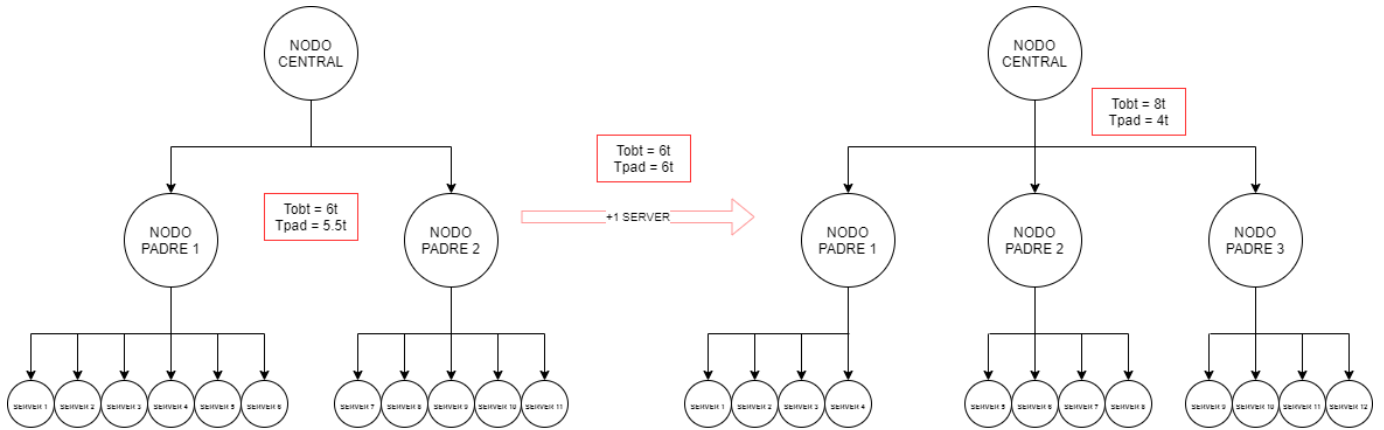 NODO
CENTRAL
Tobt = 6t
Tpad = 5.5t
NODO
PADRE 1
NODO
PADRE 2
SERVER 1
SERVER 2
SERVER 3
SERVER 4
SERVER 5
SERVER 6
SERVER 7
SERVER 8
SERVER 9
SERVER 10
SERVER 11
Tobt = 6t
Tpad = 6t
+1 SERVER
NODO
CENTRAL
Tobt = 8t
Tpad = 4t
NODO
PADRE 1
NODO
PADRE 2
NODO
PADRE 3
SERVER 1
SERVER 2
SERVER 3
SERVER 4
SERVER 5
SERVER 6
SERVER 7
SERVER 8
SERVER 9
SERVER 10
SERVER 11
SERVER 12